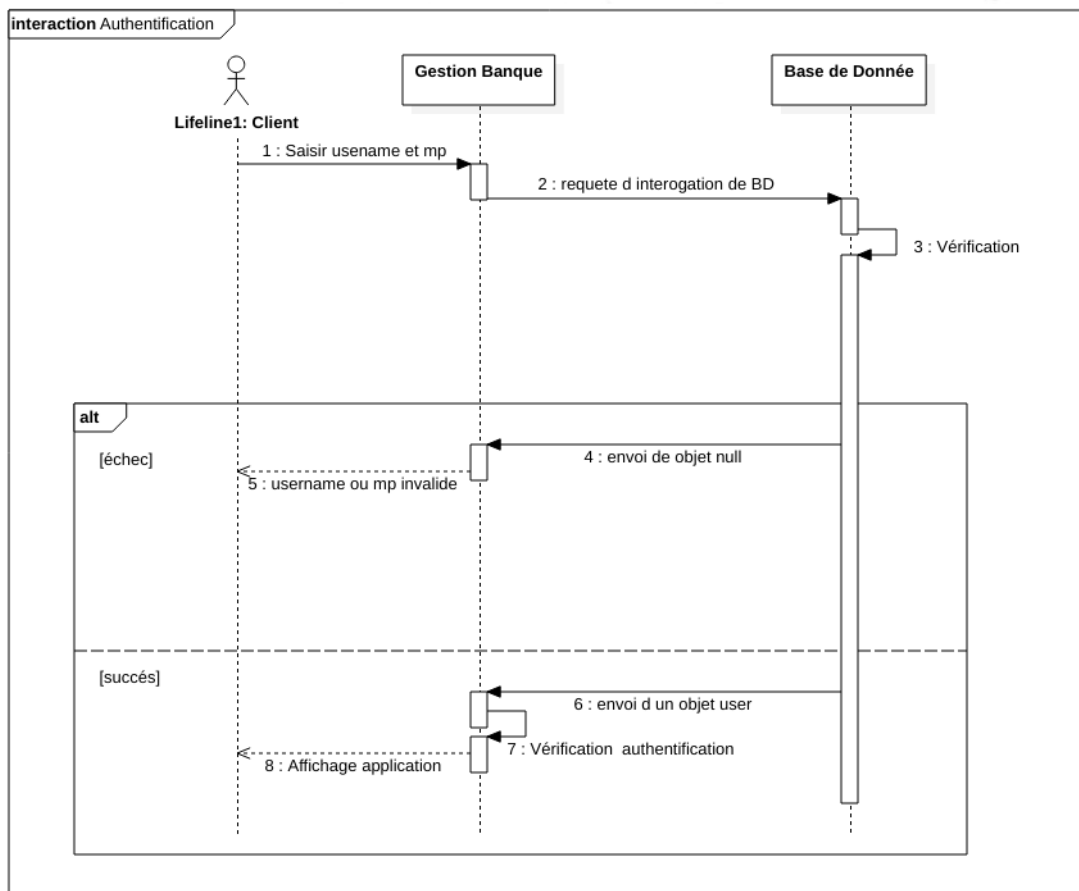 interaction Authentification
Gestion Banque
Base de Donnée
Lifeline1: Client
1 : Saisir usename et mp
2 : requete d interogation de BD
3 : Vérification
alt
[échec]
4 : envoi de objet null
5 : username ou mp invalide
[succés]
6 : envoi d un objet user
7 : Vérification authentification
8 : Affichage application